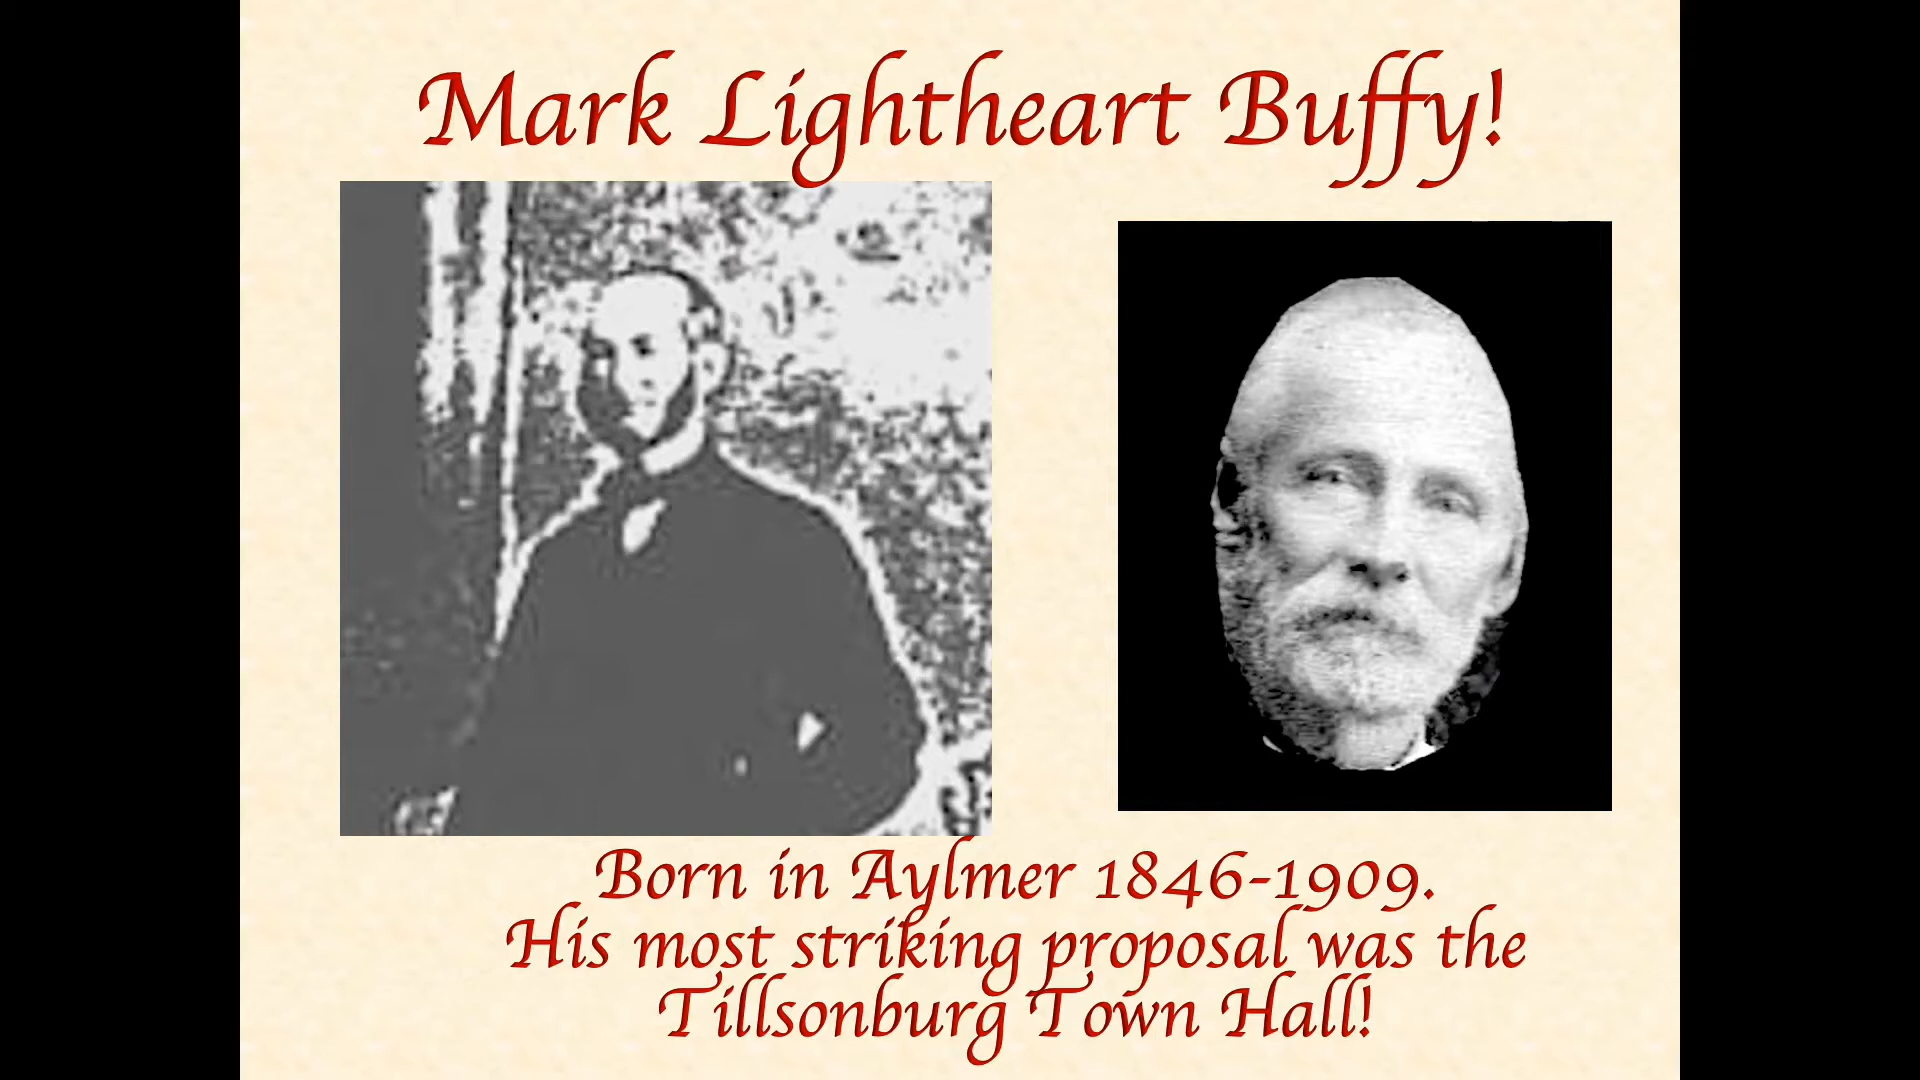 Mark Lightheart Buffy!
Born in Aylmer 1846-1909.
His most striking proposal was the
Tillsonburg Town Hall!